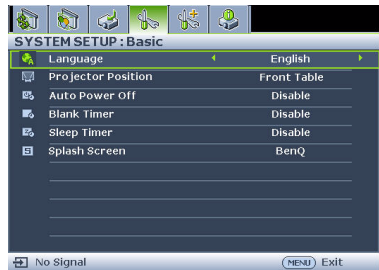 SYSTEM SETUP : Basic
Language English
Projector Position Front Table
Auto Power Off Disable
Blank Timer Disable
Sleep Timer Disable
Splash Screen BenQ
No Signal MENU Exit